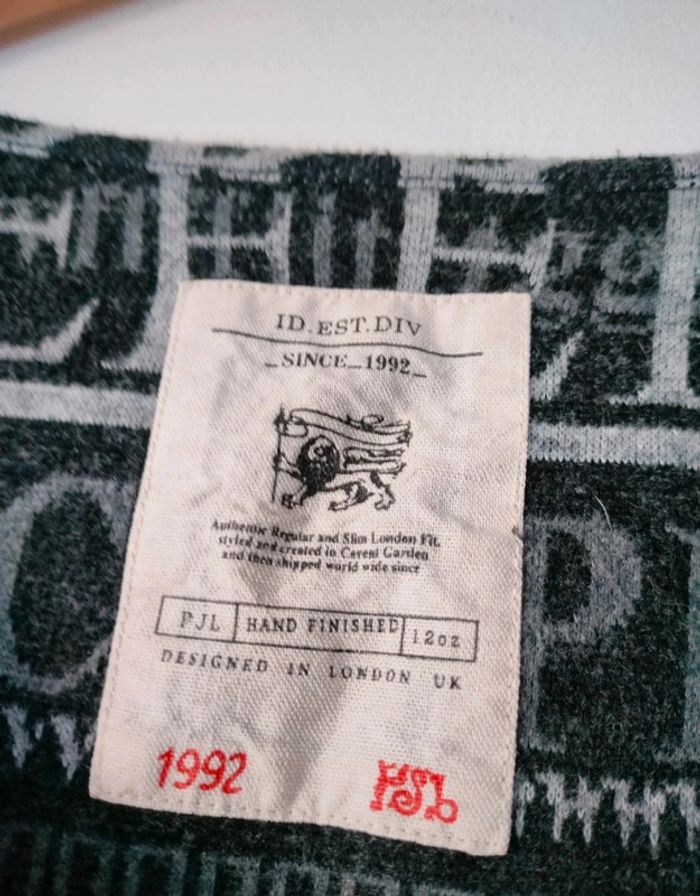 ID.EST.DIV
SINCE 1992
Authentic Regular and Slim London Fit,
styled and created in Covent Garden
and then shipped world wide since
PJL HAND FINISHED 12oz
DESIGNED IN LONDON UK
1992